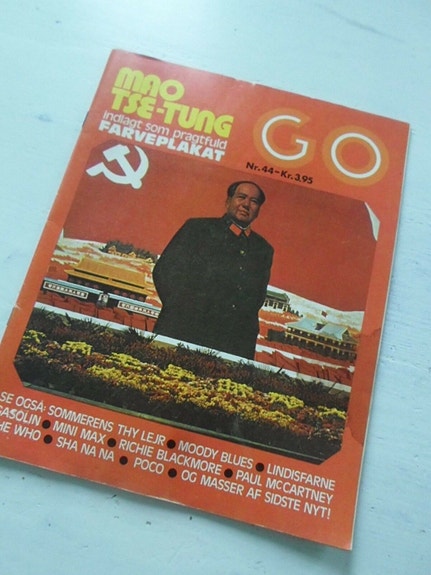 MAO
TSE-TUNG
indlagt som pragtfuld
FARVEPLAKAT
GO
Nr. 44-Kr. 3,95
SE OGSÅ: SOMMERENS THY LEJR ● MOODY BLUES ● LINDISFARNE
GASOLIN ● MINI MAX ● RICHIE BLACKMORE ● PAUL McCARTNEY
HE WHO ● SHA NA NA ● POCO ● OG MASSER AF SIDSTE NYT!